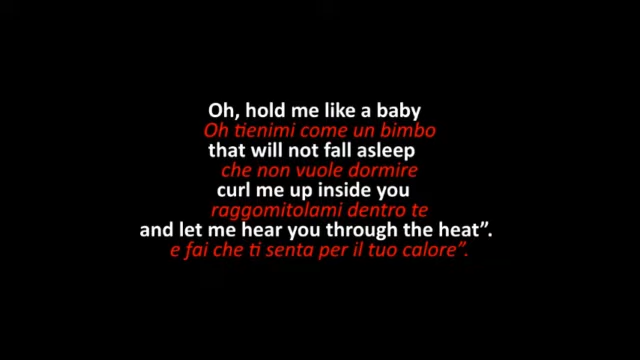 Oh, hold me like a baby
Oh tienimi come un bimbo
that will not fall asleep
che non vuole dormire
curl me up inside you
raggomitolami dentro te
and let me hear you through the heat”.
e fai che ti senta per il tuo calore”.